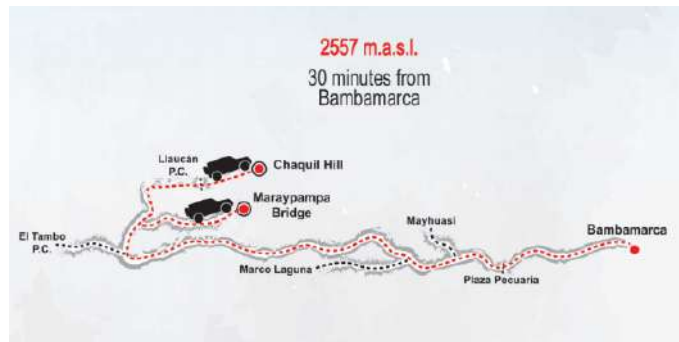 2557 m.a.s.l.
30 minutes from
Bambamarca
Llaucan
P.C.
Chaquil Hill
Maraypampa
Bridge
Mayhuasi
Bambamarca
El Tambo
P.C.
Marco Laguna
Plaza Pecuaria